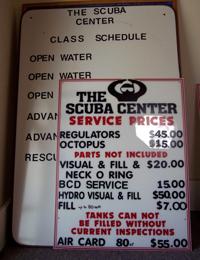 THE SCUBA
CENTER
CLASS SCHEDULE
OPEN WATER
OPEN WATER
OPEN
ADVAN
ADVAN
RESCU
THE
SCUBA CENTER
SERVICE PRICES
REGULATORS $45.00
OCTOPUS $15.00
PARTS NOT INCLUDED
VISUAL & FILL & $20.00
NECK O RING
BCD SERVICE 15.00
HYDRO VISUAL & FILL $50.00
FILL $7.00
TANKS CAN NOT
BE FILLED WITHOUT
CURRENT INSPECTIONS
AIR CARD 80cf $55.00